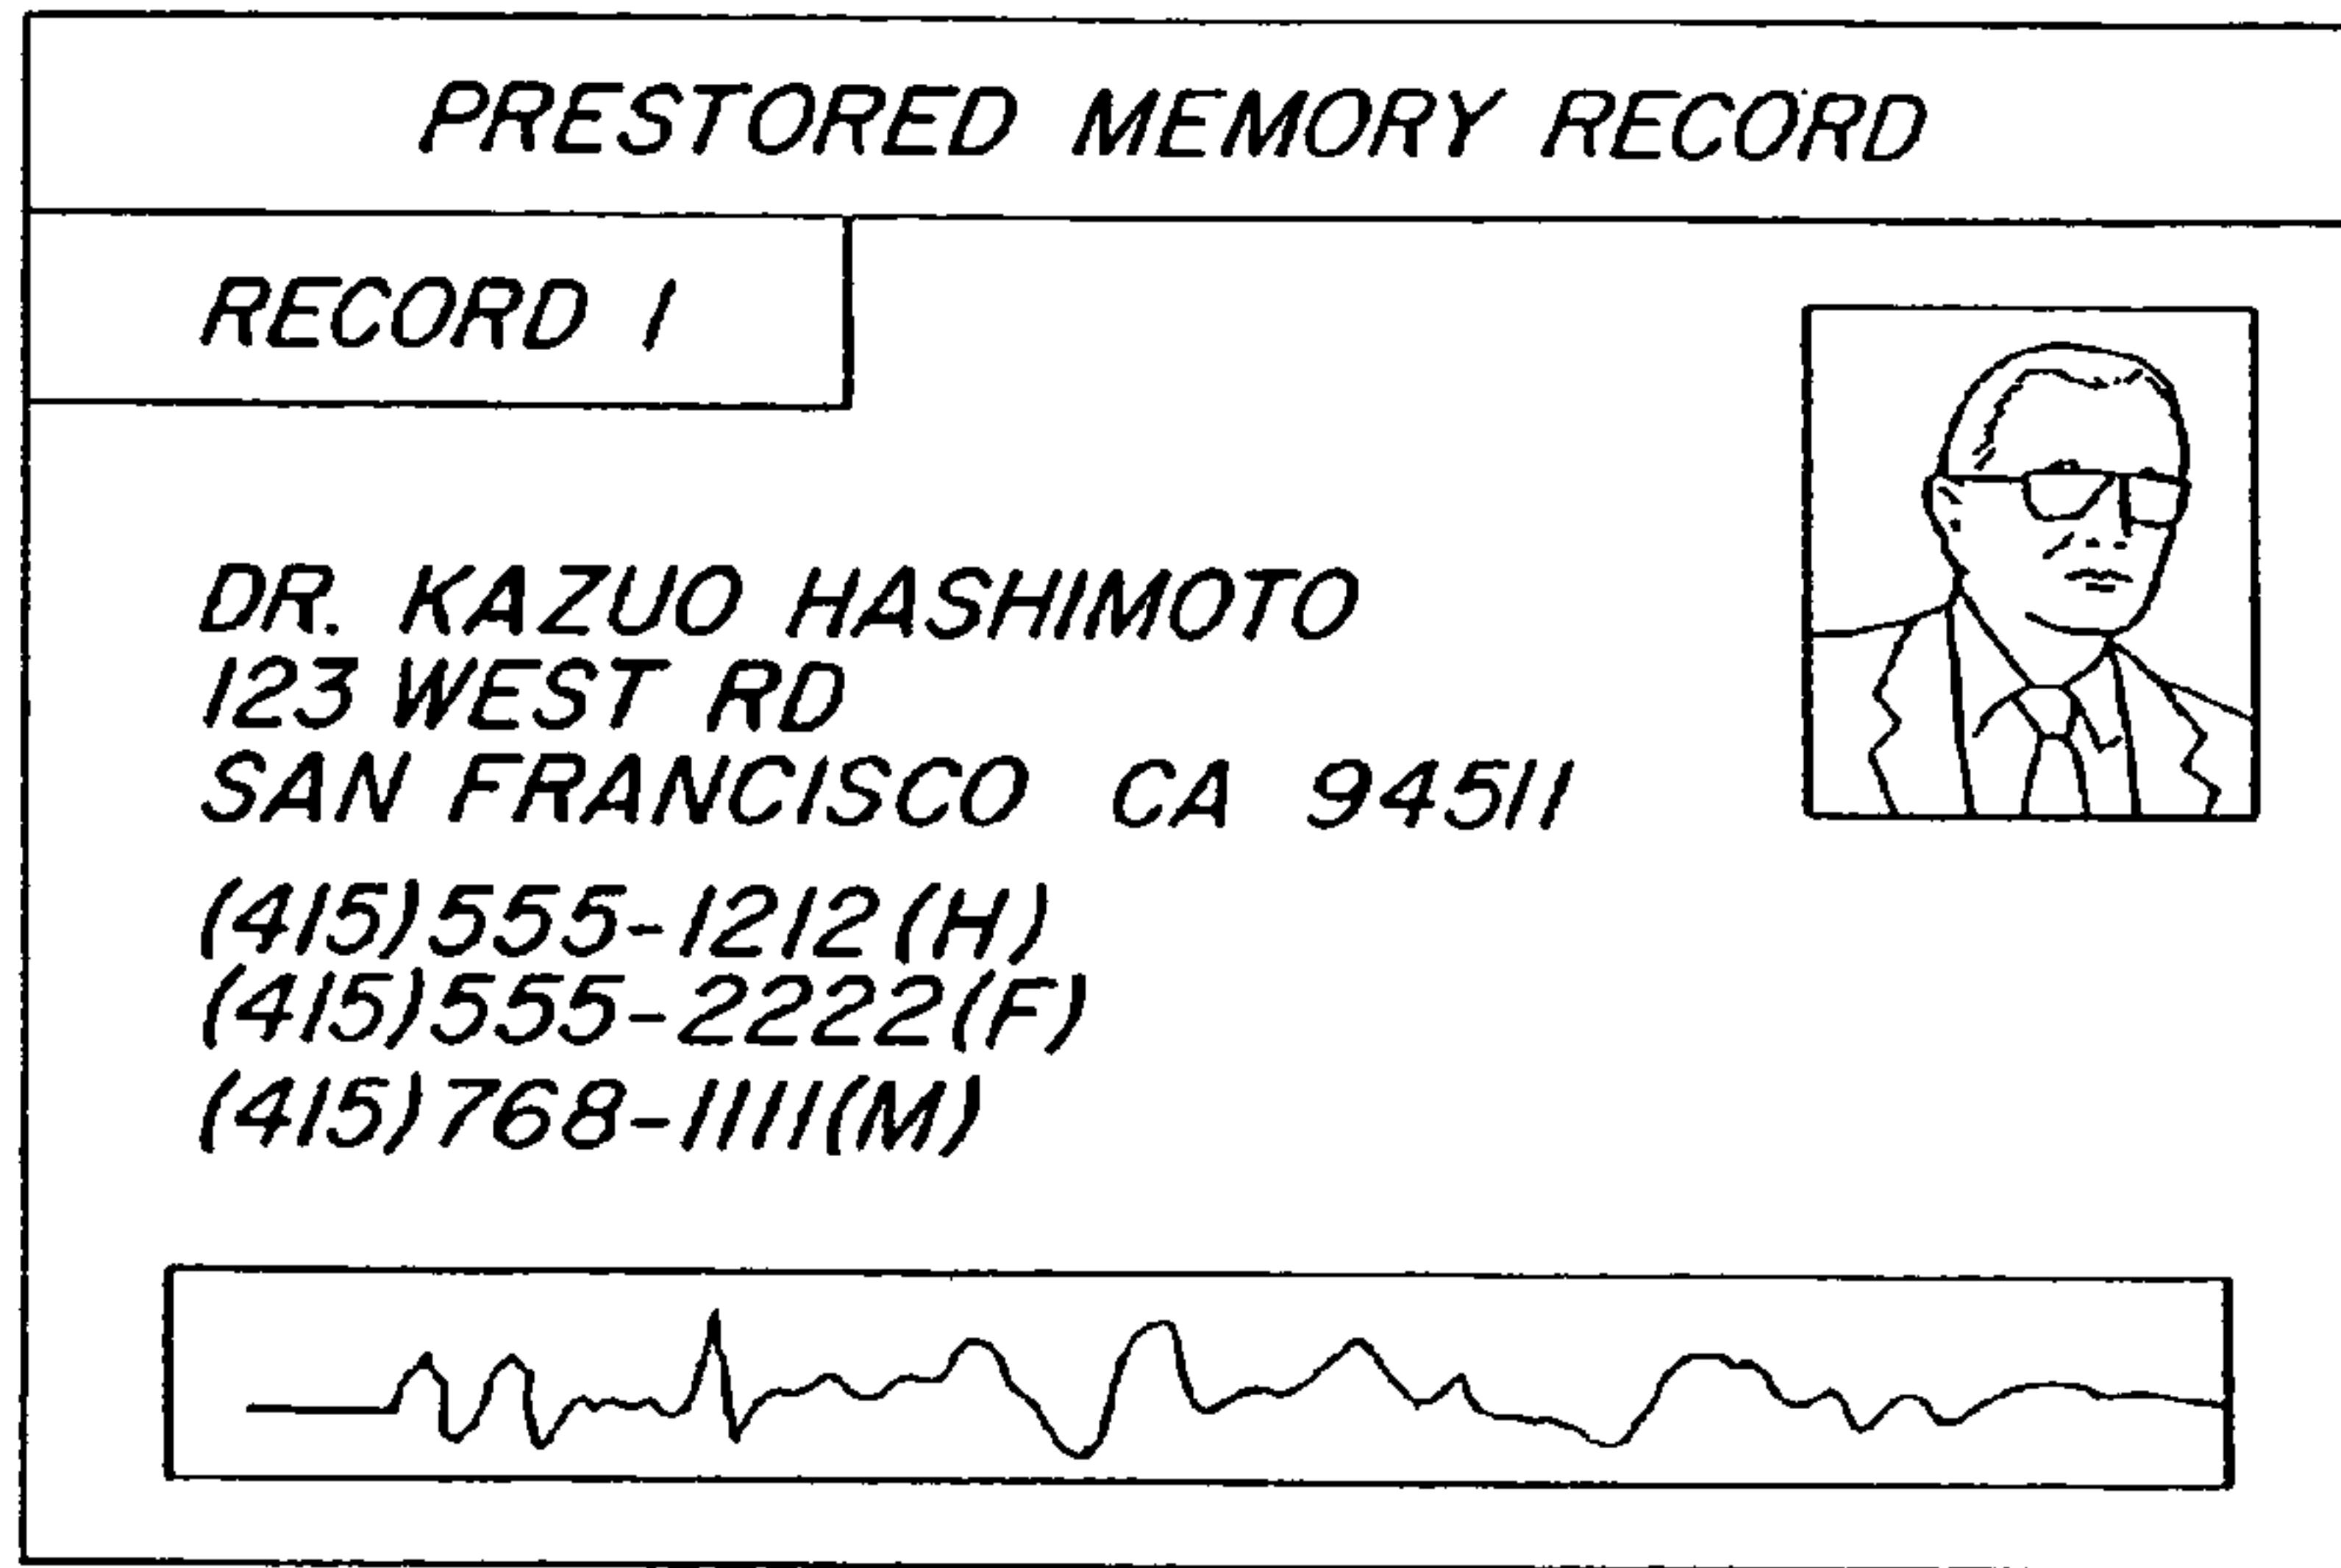 PRESTORED MEMORY RECORD
RECORD 1
DR. KAZUO HASHIMOTO
123 WEST RD
SAN FRANCISCO CA 94511
(415)555-1212(H)
(415)555-2222(F)
(415)768-1111(M)